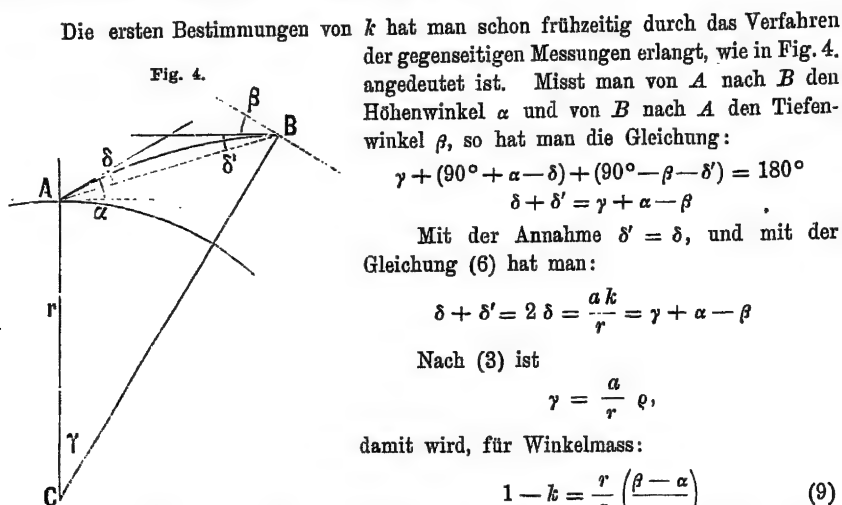 Die ersten Bestimmungen von k hat man schon frühzeitig durch das Verfahren
der gegenseitigen Messungen erlangt, wie in Fig. 4.
Fig. 4.
angedeutet ist. Misst man von A nach B den
Höhenwinkel α und von B nach A den Tiefen-
winkel β, so hat man die Gleichung:
γ + (90° + α — δ) + (90° — β — δ′) = 180°
δ + δ′ = γ + α — β
Mit der Annahme δ′ = δ, und mit der
Gleichung (6) hat man:
δ + δ′ = 2 δ = a k / r = γ + α — β
Nach (3) ist
γ = a / r ϱ,
damit wird, für Winkelmass:
1 — k = r / (β — α) (9)
β
B
δ
δ′
A
α
r
γ
C